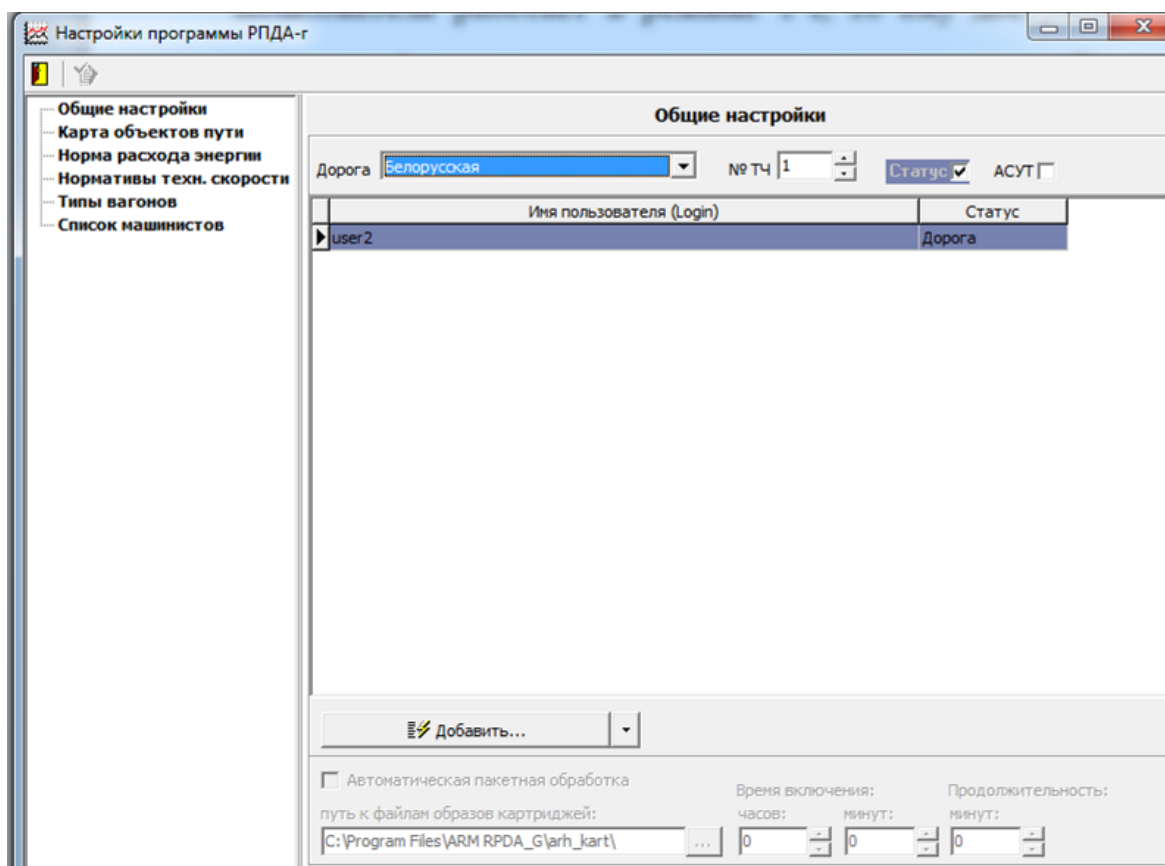 Настройки программы РПДА-г
Общие настройки
Карта объектов пути
Норма расхода энергии
Нормативы техн. скорости
Типы вагонов
Список машинистов
Общие настройки
Дорога Белорусская № ТЧ 1 Статус АСУТ
Имя пользователя (Login) Статус
user2 Дорога
Добавить...
Автоматическая пакетная обработка
Время включения: Продолжительность:
путь к файлам образов картриджей: часов: минут: минут:
C:\Program Files\ARM RPDA_G\arh_kart\ ... 0 0 0